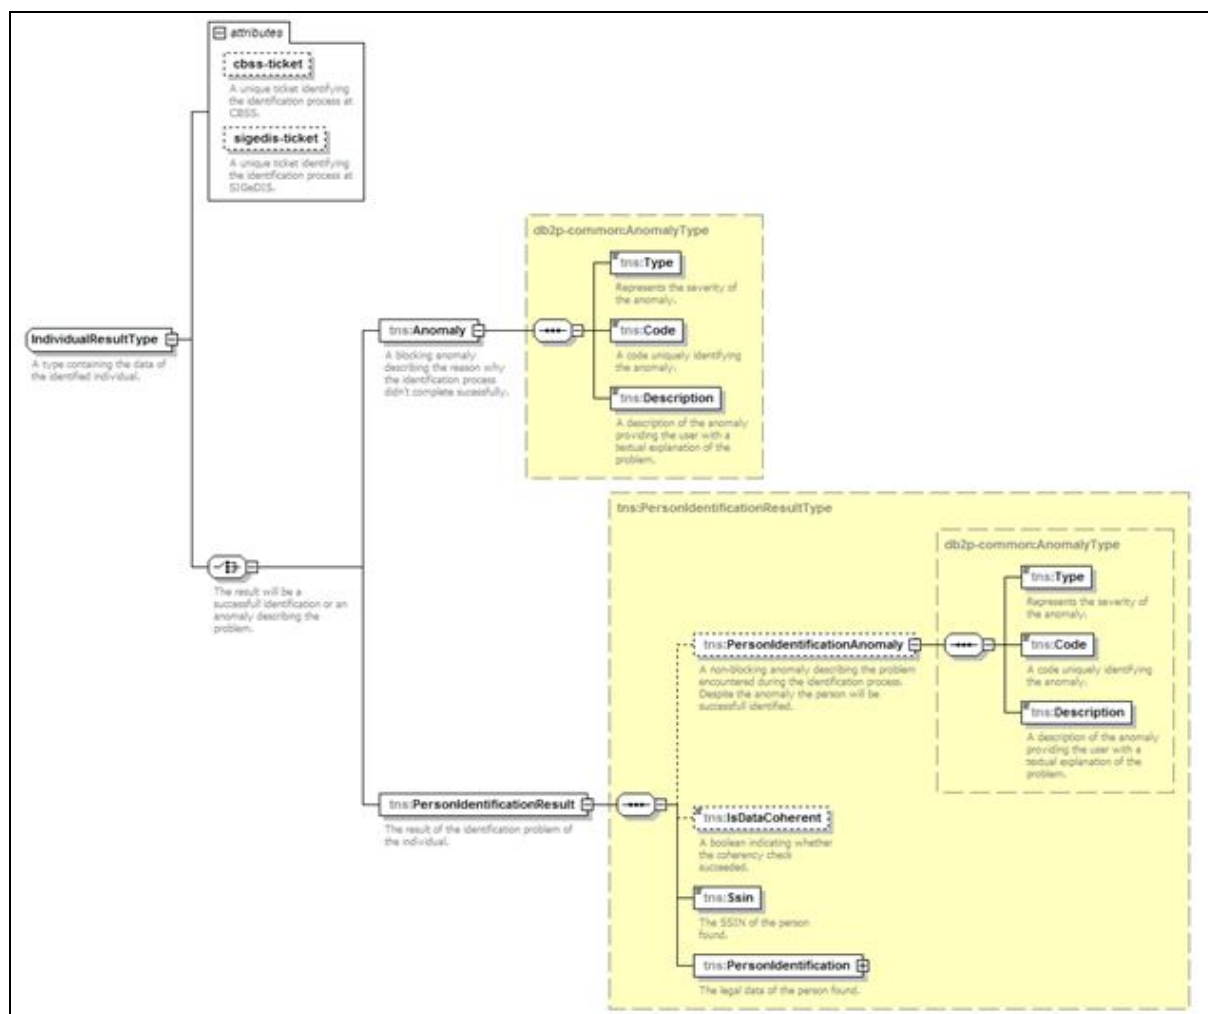 attributes
cbss-ticket
A unique ticket identifying
the identification process at
CBSS.
sigedis-ticket
A unique ticket identifying
the identification process at
SIGeDIS.
IndividualResultType
A type containing the data of
the identified individual.
db2p-common:AnomalyType
tns:Anomaly
A blocking anomaly
describing the reason why
the identification process
didn't complete sucessfully.
tns:Type
Represents the severity of
the anomaly.
tns:Code
A code uniquely identifying
the anomaly.
tns:Description
A description of the anomaly
providing the user with a
textual explanation of the
problem.
The result will be a
successfull identification or an
anomaly describing the
problem.
tns:PersonIdentificationResult
The result of the identification problem of
the individual.
tns:PersonIdentificationResultType
tns:PersonIdentificationAnomaly
A non-blocking anomaly describing the problem
encountered during the identification process.
Despite the anomaly the person will be
successfull identified.
db2p-common:AnomalyType
tns:Type
Represents the severity of
the anomaly.
tns:Code
A code uniquely identifying
the anomaly.
tns:Description
A description of the anomaly
providing the user with a
textual explanation of the
problem.
tns:IsDataCoherent
A boolean indicating whether
the coherency check
succeeded.
tns:Ssin
The SSIN of the person
found.
tns:PersonIdentification
The legal data of the person found.